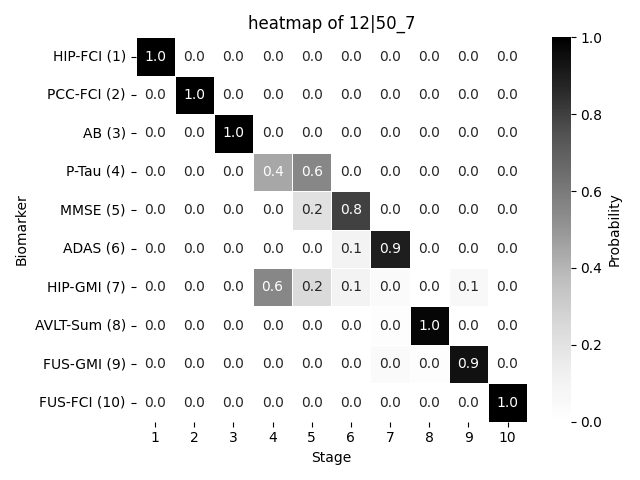 heatmap of 12|50_7
HIP-FCI (1) 1.0 0.0 0.0 0.0 0.0 0.0 0.0 0.0 0.0 0.0
PCC-FCI (2) 0.0 1.0 0.0 0.0 0.0 0.0 0.0 0.0 0.0 0.0
AB (3) 0.0 0.0 1.0 0.0 0.0 0.0 0.0 0.0 0.0 0.0
P-Tau (4) 0.0 0.0 0.0 0.4 0.6 0.0 0.0 0.0 0.0 0.0
MMSE (5) 0.0 0.0 0.0 0.0 0.2 0.8 0.0 0.0 0.0 0.0
ADAS (6) 0.0 0.0 0.0 0.0 0.0 0.1 0.9 0.0 0.0 0.0
HIP-GMI (7) 0.0 0.0 0.0 0.6 0.2 0.1 0.0 0.0 0.1 0.0
AVLT-Sum (8) 0.0 0.0 0.0 0.0 0.0 0.0 0.0 1.0 0.0 0.0
FUS-GMI (9) 0.0 0.0 0.0 0.0 0.0 0.0 0.0 0.0 0.9 0.0
FUS-FCI (10) 0.0 0.0 0.0 0.0 0.0 0.0 0.0 0.0 0.0 1.0
1 2 3 4 5 6 7 8 9 10
Stage
Biomarker
1.0
0.8
0.6
0.4
0.2
0.0
Probability